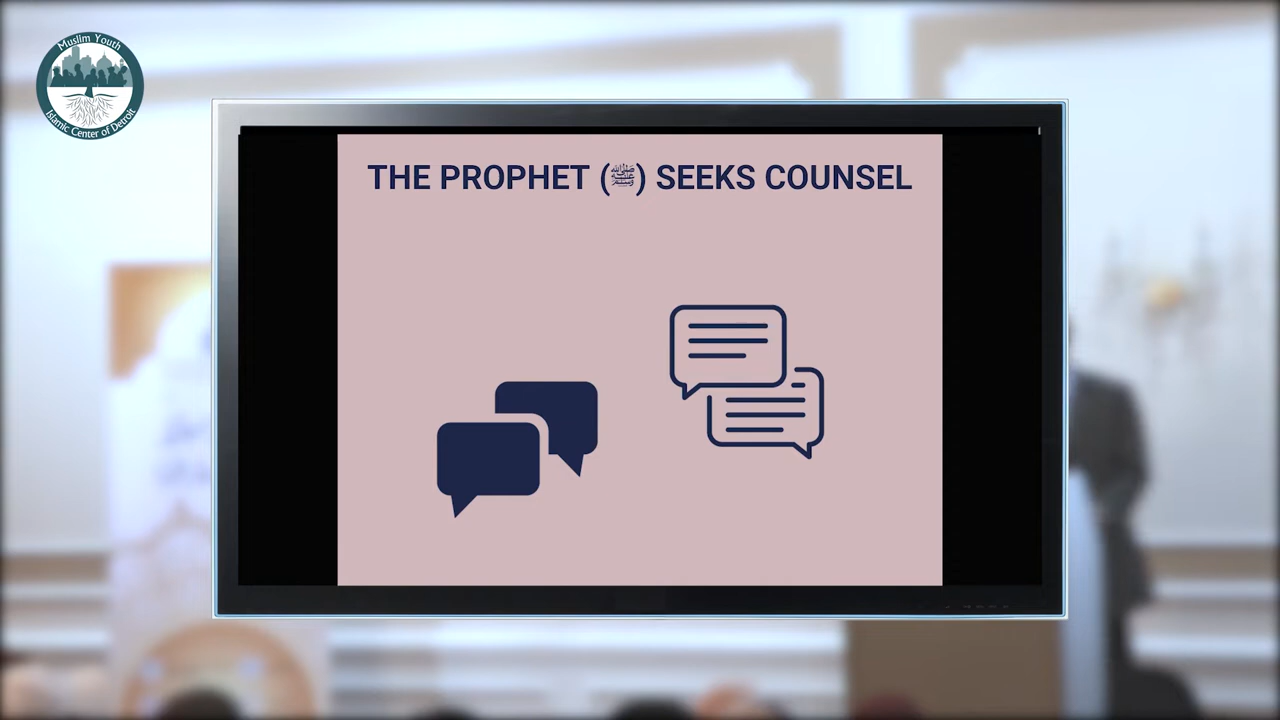 Muslim Youth
Islamic Center of Detroit
THE PROPHET (ﷺ) SEEKS COUNSEL